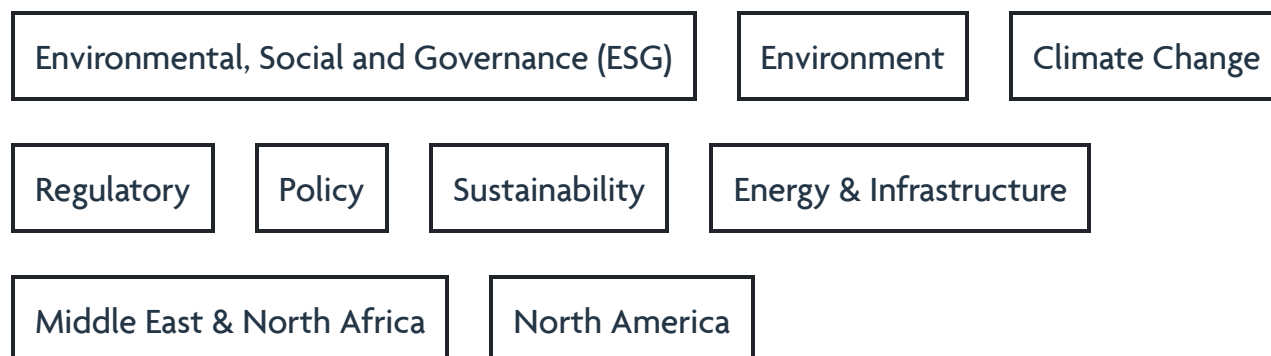 Environmental, Social and Governance (ESG) Environment Climate Change
Regulatory Policy Sustainability Energy & Infrastructure
Middle East & North Africa North America